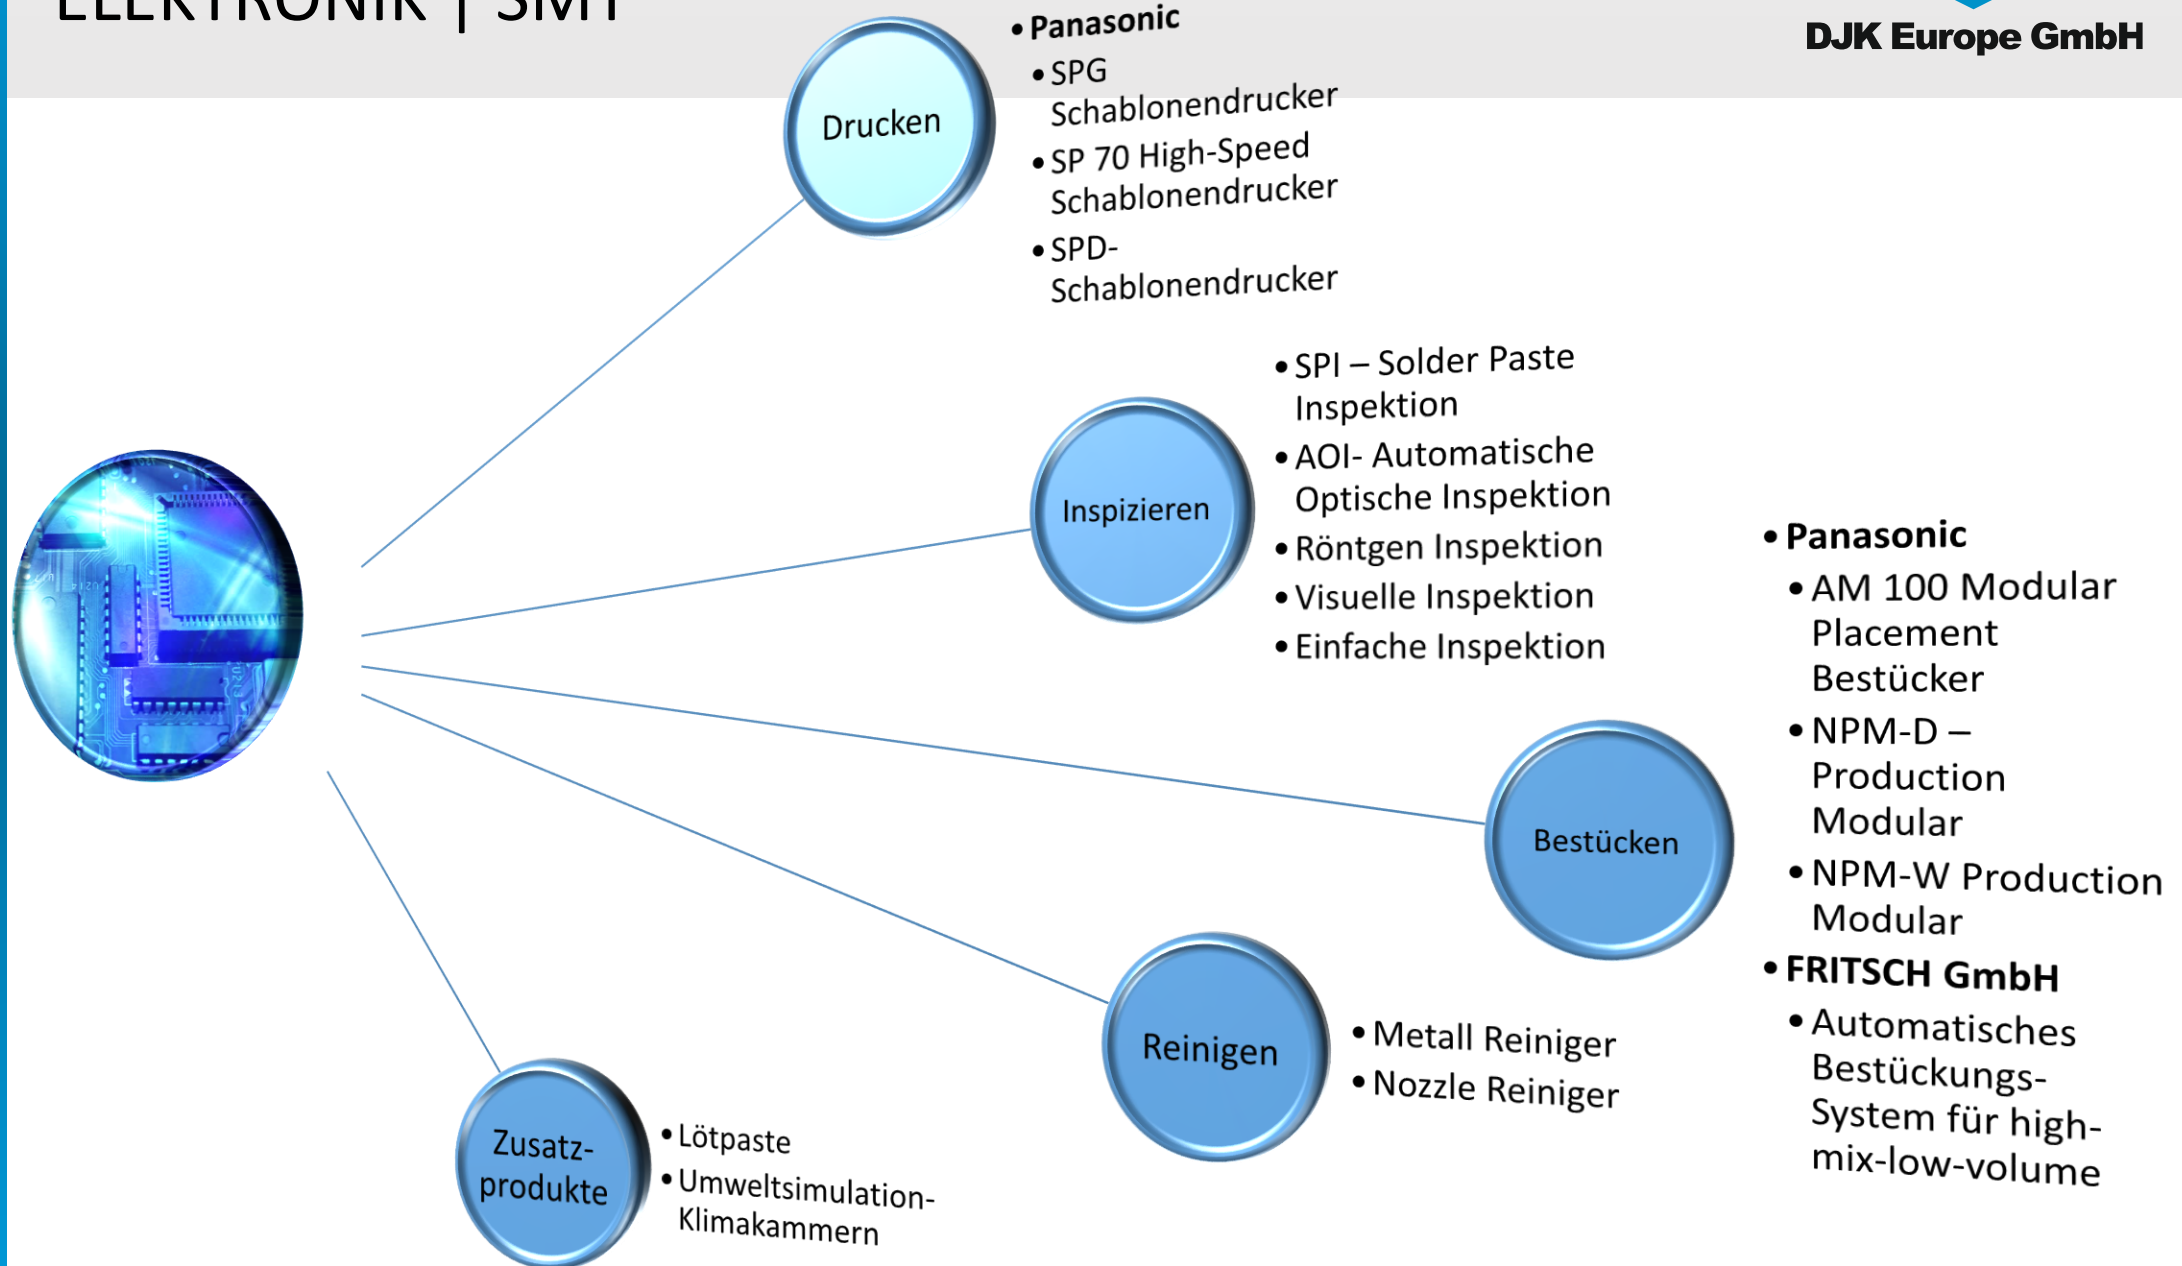 ELEKTRONIK | SMT
DJK Europe GmbH
Drucken
• Panasonic
• SPG
Schablonendrucker
• SP 70 High-Speed
Schablonendrucker
• SPD-
Schablonendrucker
Inspizieren
• SPI – Solder Paste
Inspektion
• AOI- Automatische
Optische Inspektion
• Röntgen Inspektion
• Visuelle Inspektion
• Einfache Inspektion
Bestücken
• Panasonic
• AM 100 Modular
Placement
Bestücker
• NPM-D –
Production
Modular
• NPM-W Production
Modular
• FRITSCH GmbH
• Automatisches
Bestückungs-
System für high-
mix-low-volume
Reinigen
• Metall Reiniger
• Nozzle Reiniger
Zusatz-
produkte
• Lötpaste
• Umweltsimulation-
Klimakammern